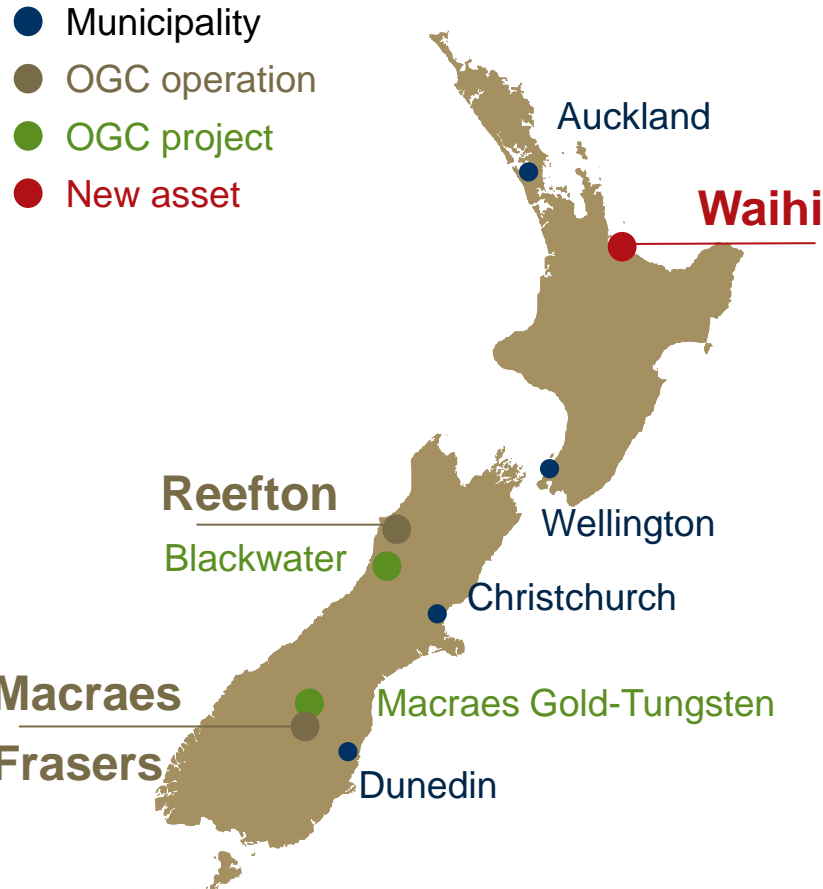 Municipality
OGC operation
OGC project
New asset
Auckland
Waihi
Reefton
Wellington
Blackwater
Christchurch
Macraes
Macraes Gold-Tungsten
Frasers
Dunedin